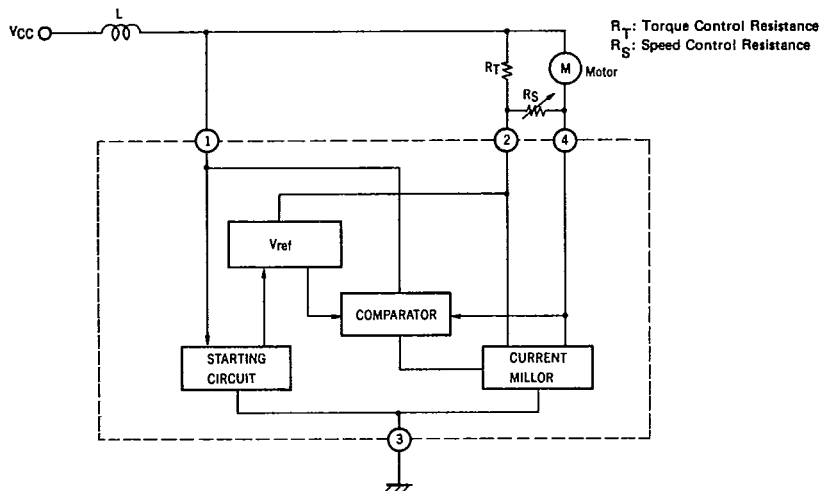 L
VCC
RT: Torque Control Resistance
RS: Speed Control Resistance
RT
M
Motor
RS
1
2
4
Vref
COMPARATOR
STARTING
CIRCUIT
CURRENT
MILLOR
3